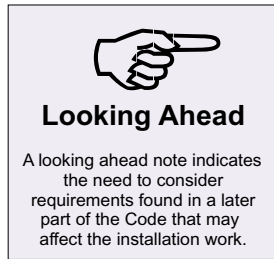 Looking Ahead
A looking ahead note indicates
the need to consider
requirements found in a later
part of the Code that may
affect the installation work.